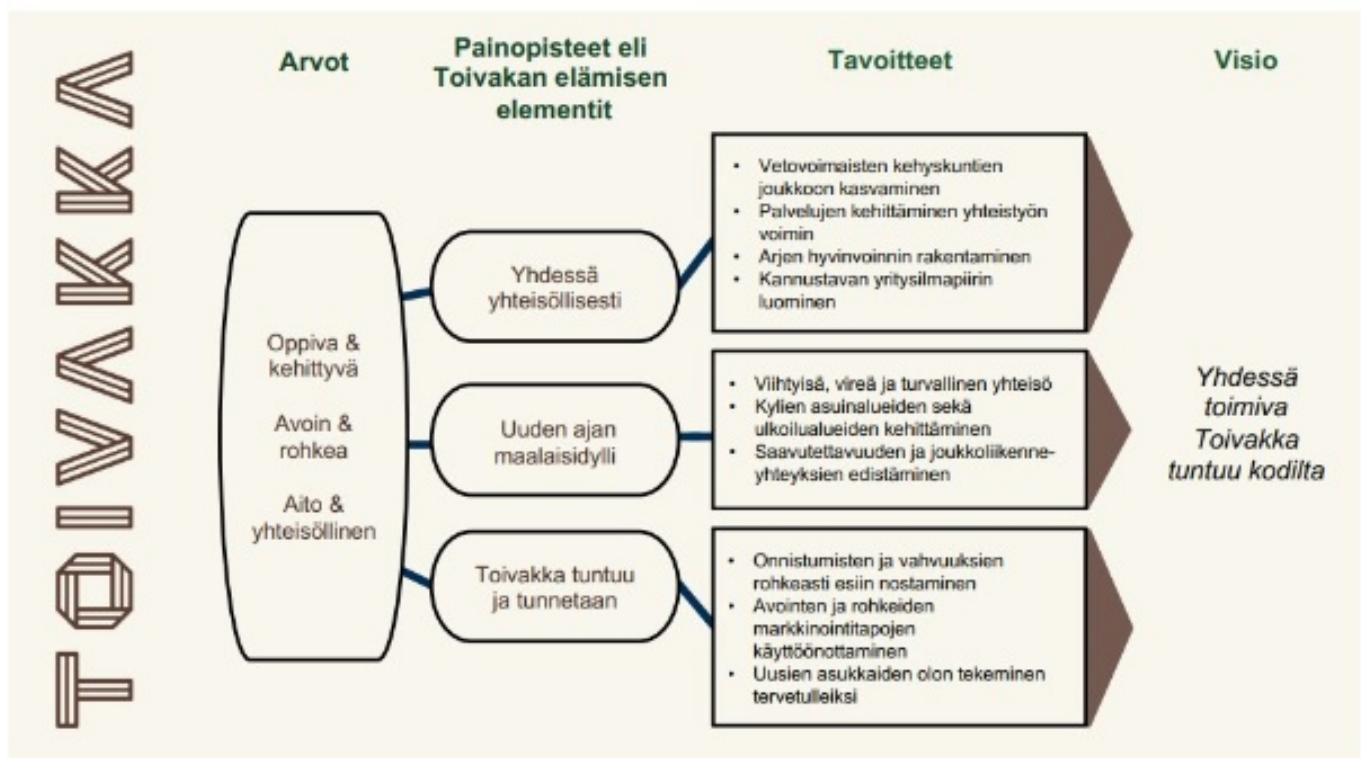 TOIVAKKA
Arvot
Oppiva &
kehittyvä
Avoin &
rohkea
Aito &
yhteisöllinen
Painopisteet eli
Toivakan elämisen
elementit
Yhdessä
yhteisöllisesti
Uuden ajan
maalaisidylli
Toivakka tuntuu
ja tunnetaan
Tavoitteet
• Vetovoimaisten kehyskuntien
joukkoon kasvaminen
• Palvelujen kehittäminen yhteistyön
voimin
• Arjen hyvinvoinnin rakentaminen
• Kannustavan yritysilmapiirin
luominen
• Viihtyisä, vireä ja turvallinen yhteisö
• Kylien asuinalueiden sekä
ulkoilualueiden kehittäminen
• Saavutettavuuden ja joukkoliikenne-
yhteyksien edistäminen
• Onnistumisten ja vahvuuksien
rohkeasti esiin nostaminen
• Avointen ja rohkeiden
markkinointitapojen
käyttöönottaminen
• Uusien asukkaiden olon tekeminen
tervetulleiksi
Visio
Yhdessä
toimiva
Toivakka
tuntuu kodilta